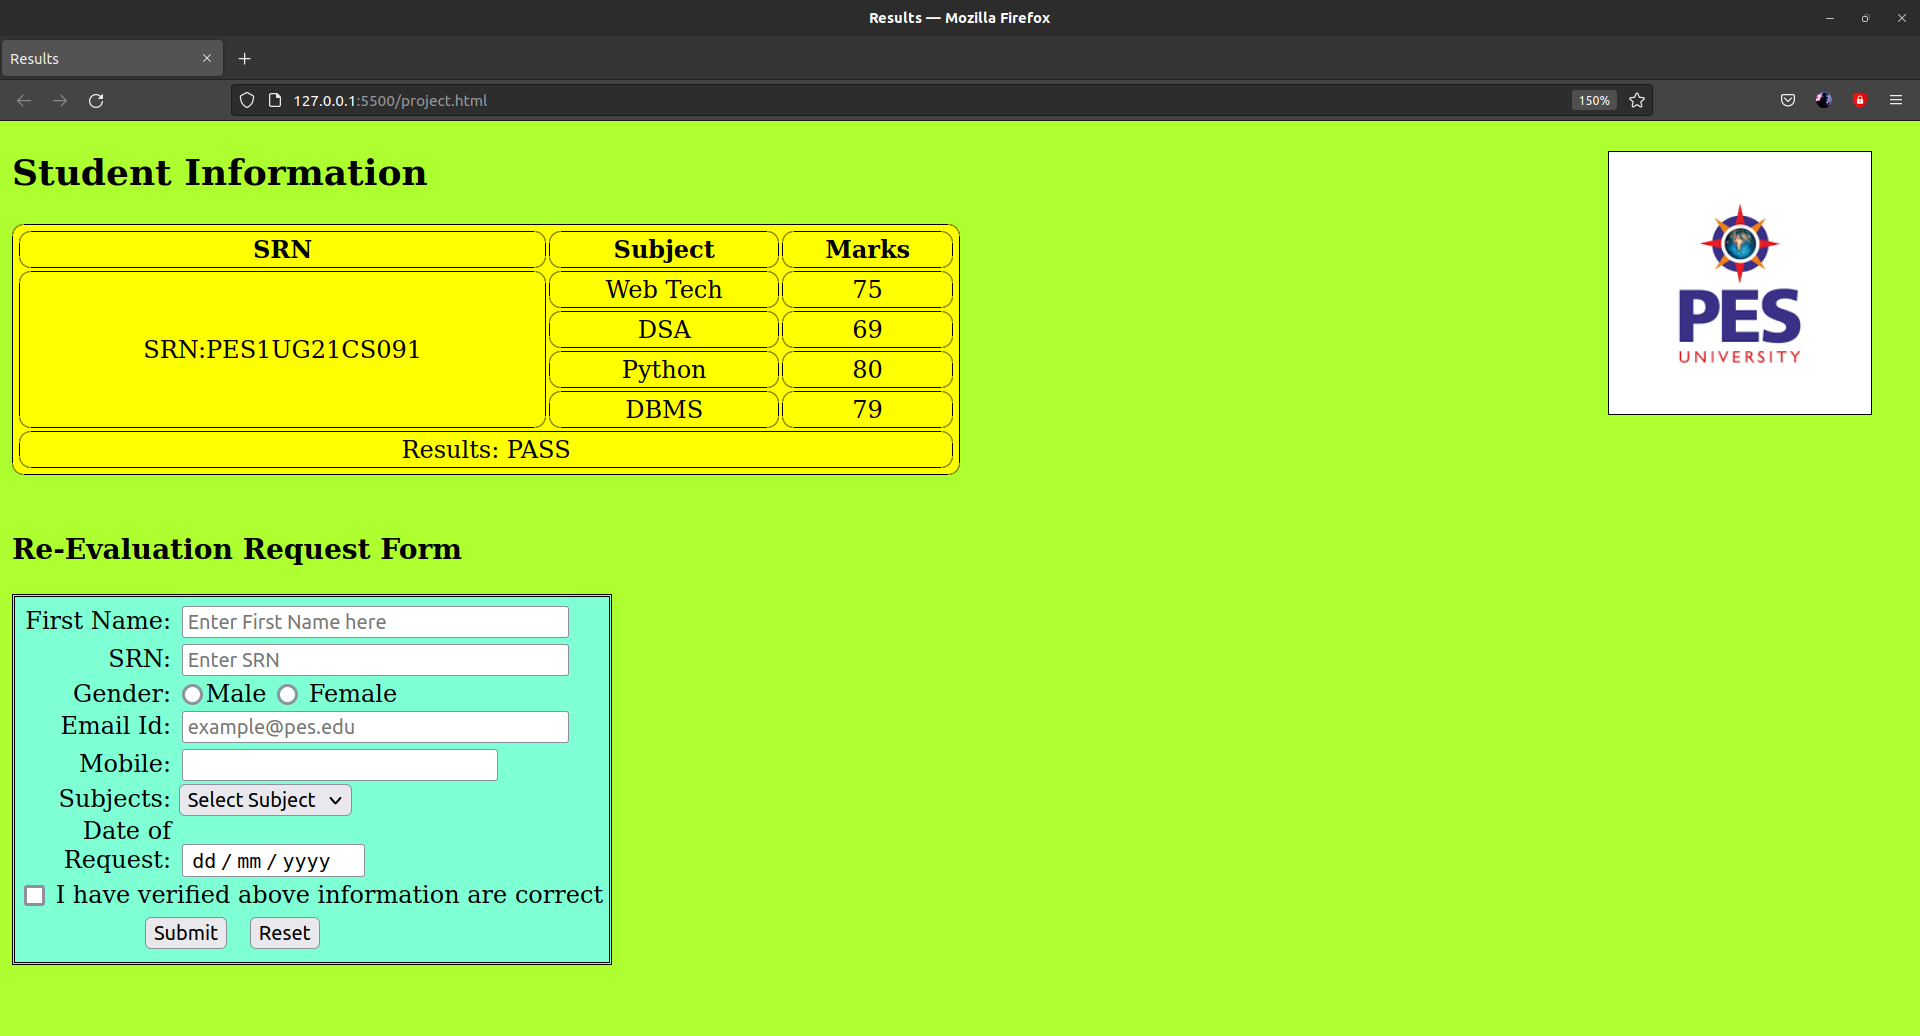 Results — Mozilla Firefox
Results
127.0.0.1:5500/project.html
150%
Student Information
PES
UNIVERSITY
SRN Subject Marks
SRN:PES1UG21CS091
Web Tech 75
DSA 69
Python 80
DBMS 79
Results: PASS
Re-Evaluation Request Form
First Name: Enter First Name here
SRN: Enter SRN
Gender: Male Female
Email Id: example@pes.edu
Mobile:
Subjects: Select Subject
Date of
Request: dd / mm / yyyy
I have verified above information are correct
Submit Reset